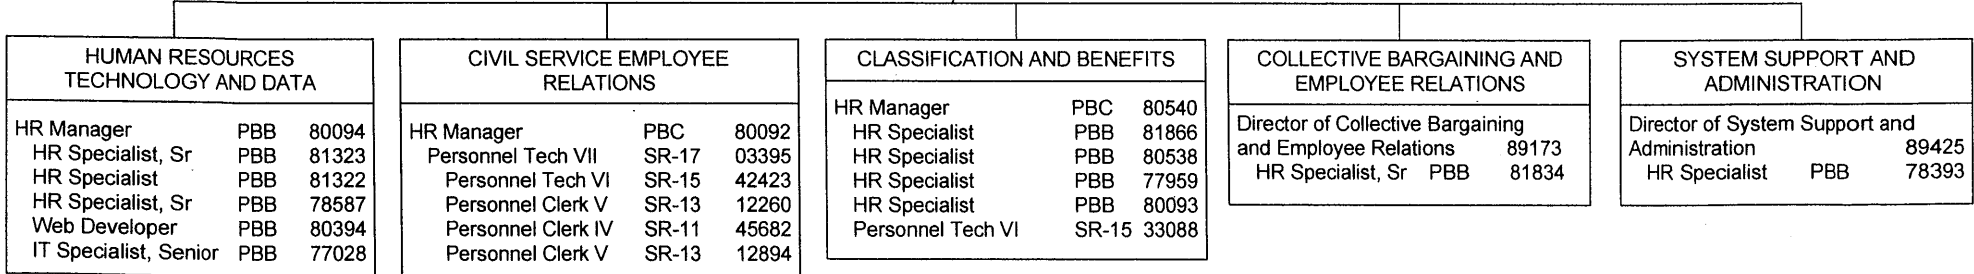 HUMAN RESOURCES
TECHNOLOGY AND DATA
HR Manager PBB 80094
HR Specialist, Sr PBB 81323
HR Specialist PBB 81322
HR Specialist, Sr PBB 78587
Web Developer PBB 80394
IT Specialist, Senior PBB 77028
CIVIL SERVICE EMPLOYEE
RELATIONS
HR Manager PBC 80092
Personnel Tech VII SR-17 03395
Personnel Tech VI SR-15 42423
Personnel Clerk V SR-13 12260
Personnel Clerk IV SR-11 45682
Personnel Clerk V SR-13 12894
CLASSIFICATION AND BENEFITS
HR Manager PBC 80540
HR Specialist PBB 81866
HR Specialist PBB 80538
HR Specialist PBB 77959
HR Specialist PBB 80093
Personnel Tech VI SR-15 33088
COLLECTIVE BARGAINING AND
EMPLOYEE RELATIONS
Director of Collective Bargaining
and Employee Relations 89173
HR Specialist, Sr PBB 81834
SYSTEM SUPPORT AND
ADMINISTRATION
Director of System Support and
Administration 89425
HR Specialist PBB 78393